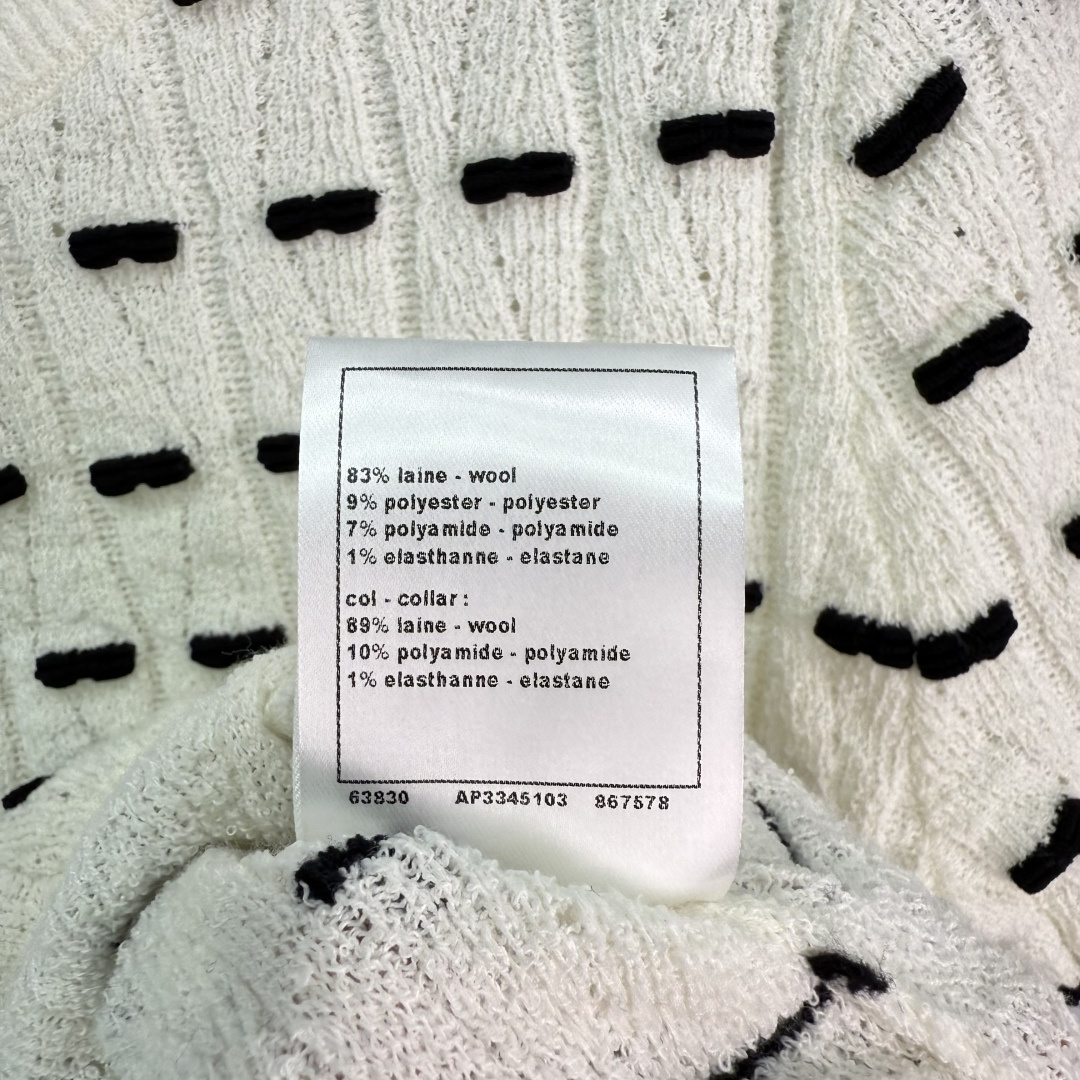 83% laine - wool
9% polyester - polyester
7% polyamide - polyamide
1% elasthanne - elastane
col - collar :
89% laine - wool
10% polyamide - polyamide
1% elasthanne - elastane
63830 AP3345103 867578